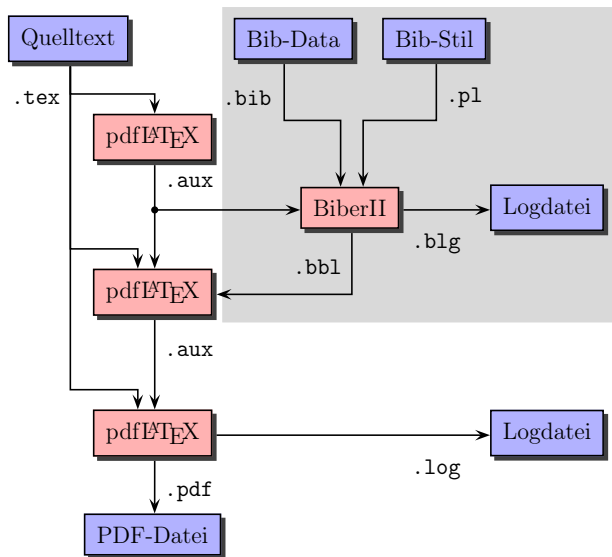 Quelltext
Bib-Data
Bib-Stil
.tex
.bib
.pl
pdfLATEX
.aux
BiberII
Logdatei
.bbl
.blg
pdfLATEX
.aux
pdfLATEX
Logdatei
.log
.pdf
PDF-Datei